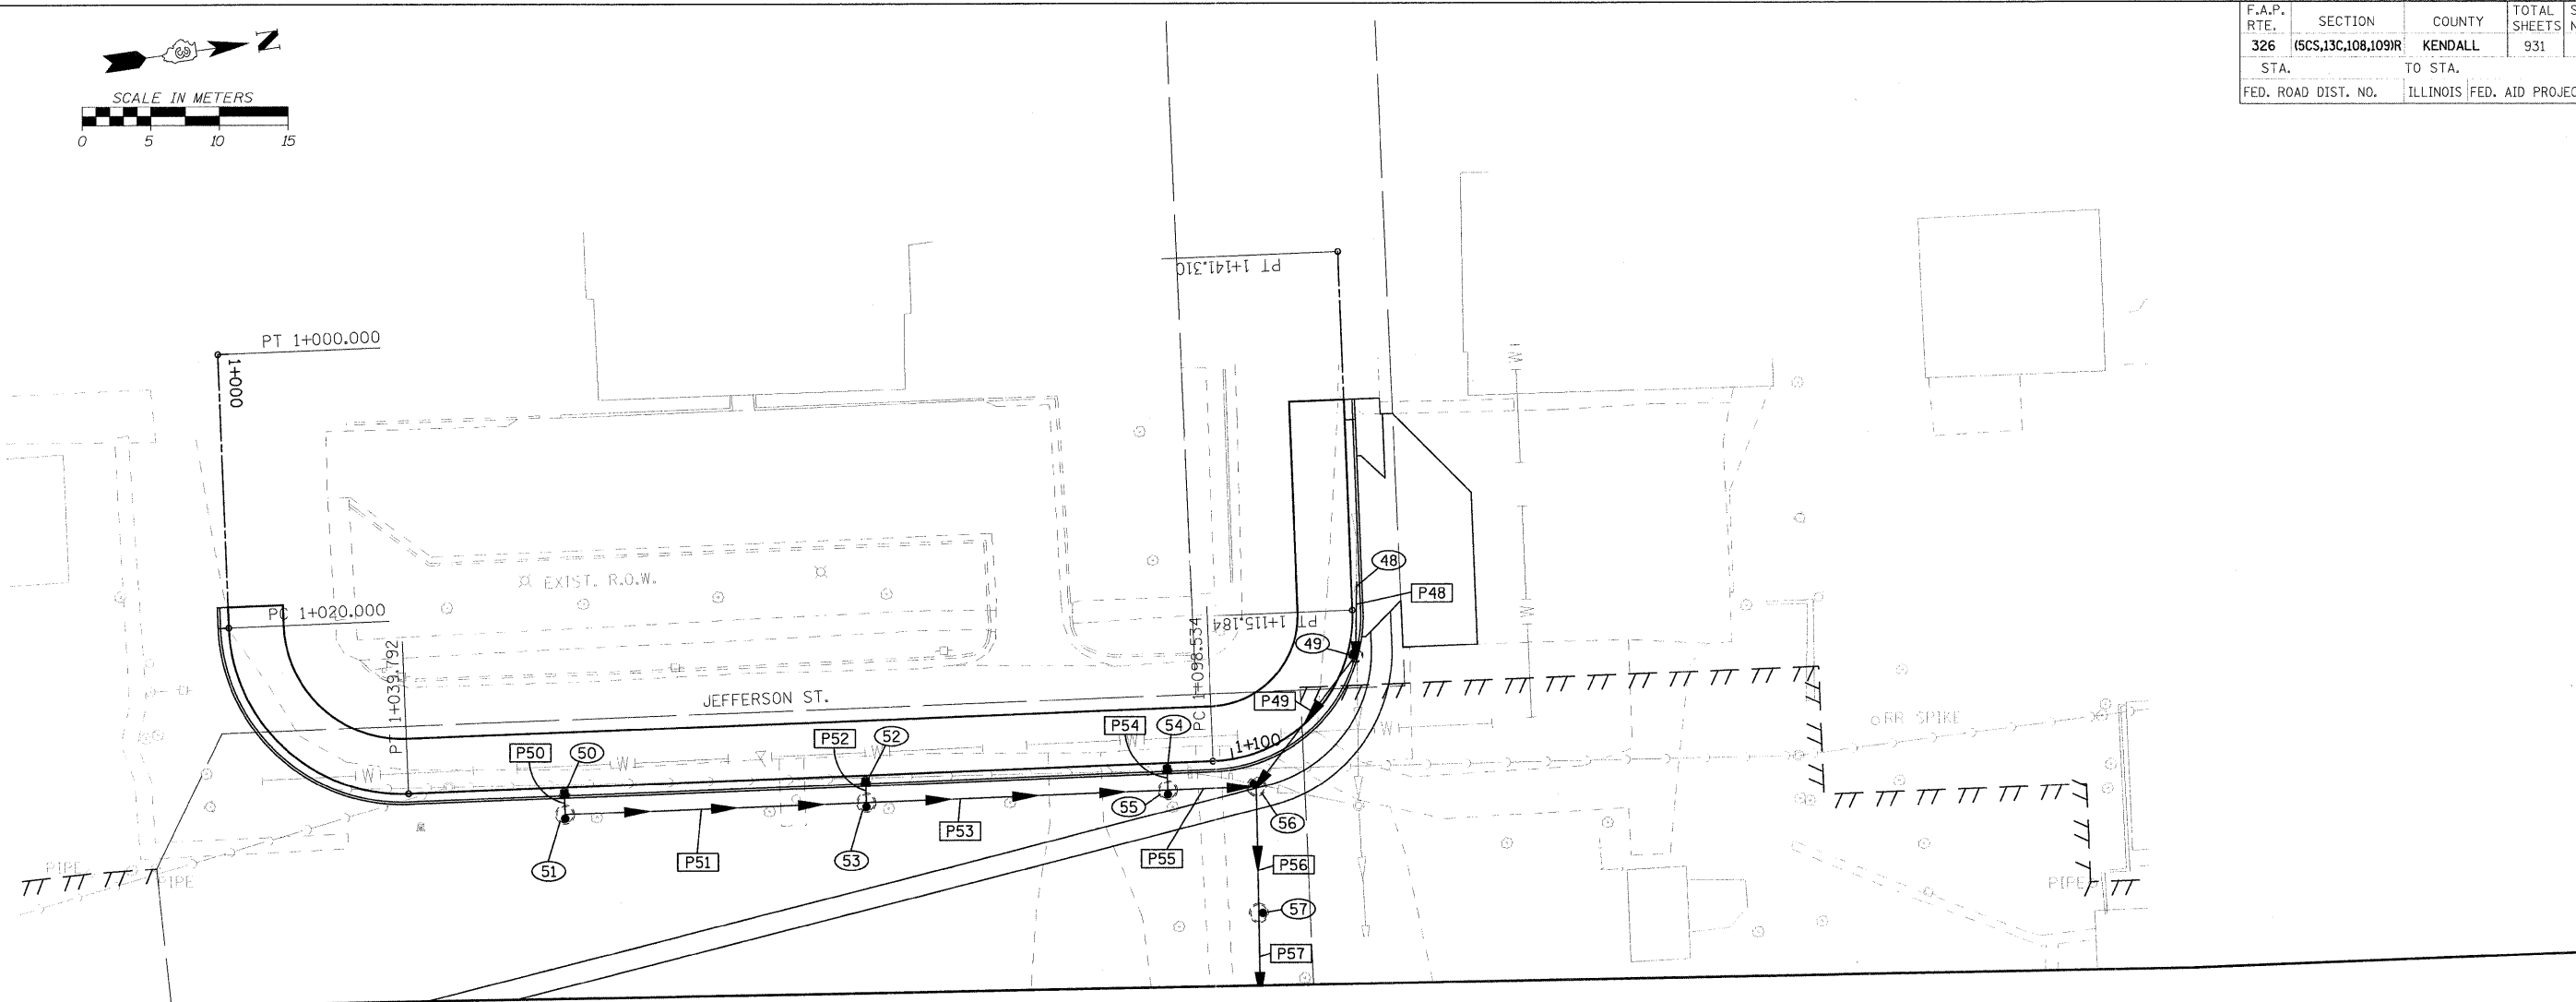 F.A.P. RTE. SECTION COUNTY TOTAL SHEETS
326 (5CS,13C,108,109)R KENDALL 931
STA. TO STA.
FED. ROAD DIST. NO. ILLINOIS FED. AID PROJEC
N
SCALE IN METERS
0 5 10 15
PT 1+141.310
PT 1+000.000
1+000
W
EXIST. R.O.W.
48
P48
PC 1+020.000
PT 1+115.184
W
49
PT 1+039.792
PC 1+098.534
JEFFERSON ST.
P49
RR SPIKE
P50
50
P52
52
P54
54
1+100
W
W
W
W
W
55
56
P51
P53
P55
51
53
P56
PIPE
PIPE
PIPE
57
P57